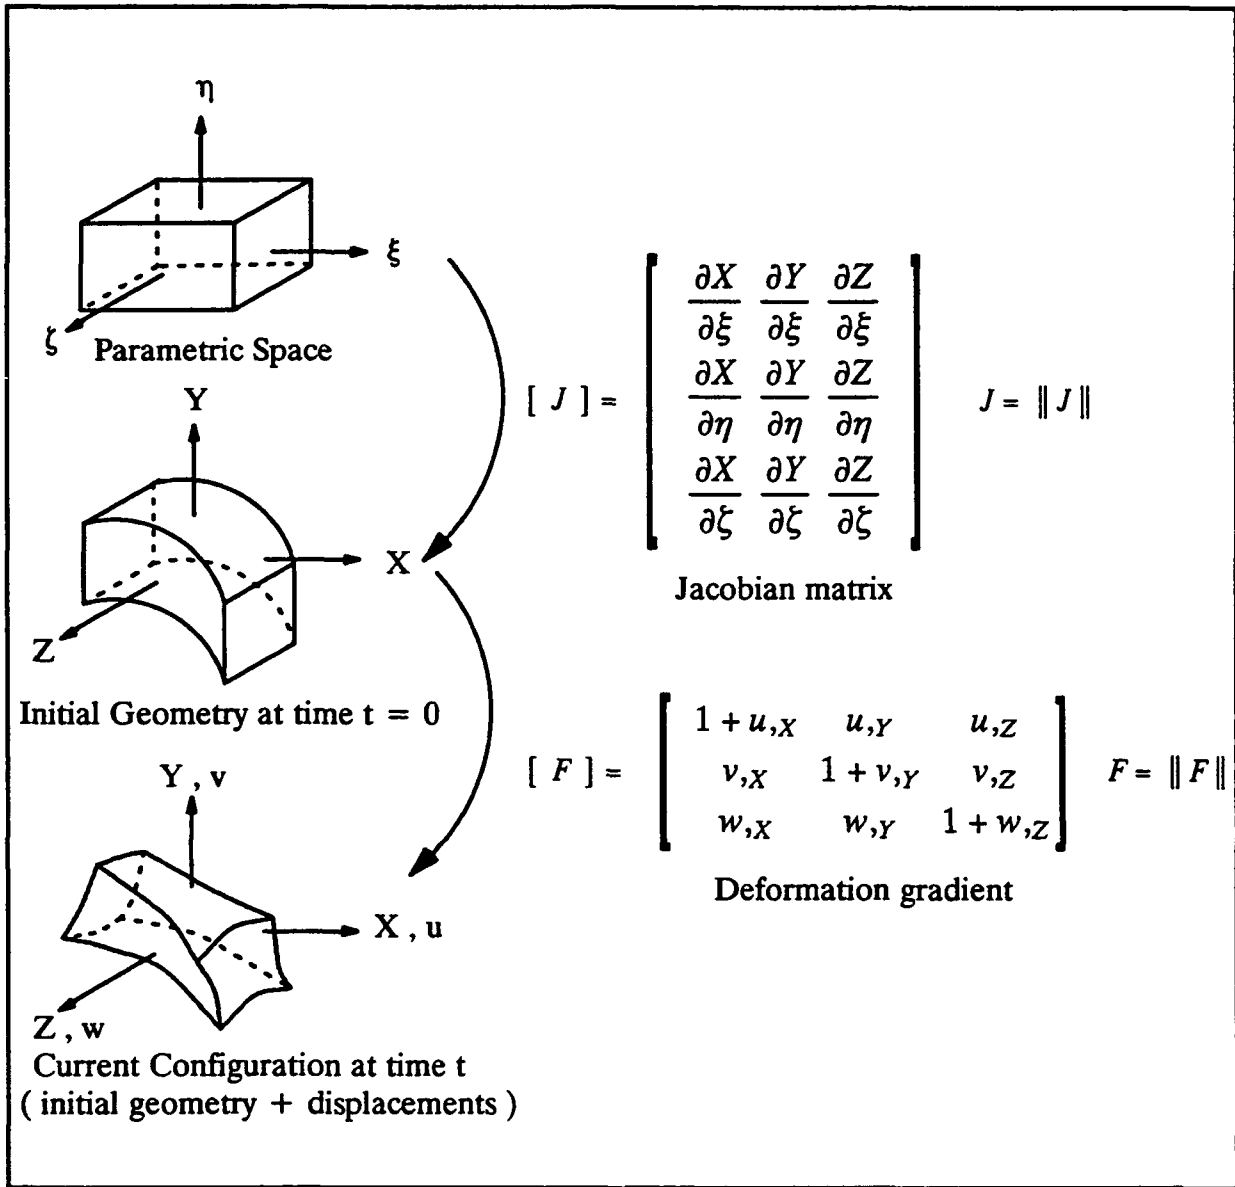 η
ξ
ζ
Parametric Space
Y
X
Z
Initial Geometry at time t = 0
Y , v
X , u
Z , w
Current Configuration at time t
( initial geometry + displacements )
[ J ] =
∂X ∂Y ∂Z
∂ξ ∂ξ ∂ξ
∂X ∂Y ∂Z
∂η ∂η ∂η
∂X ∂Y ∂Z
∂ζ ∂ζ ∂ζ
J = ‖ J ‖
Jacobian matrix
[ F ] =
1 + u,X u,Y u,Z
v,X 1 + v,Y v,Z
w,X w,Y 1 + w,Z
F = ‖ F ‖
Deformation gradient